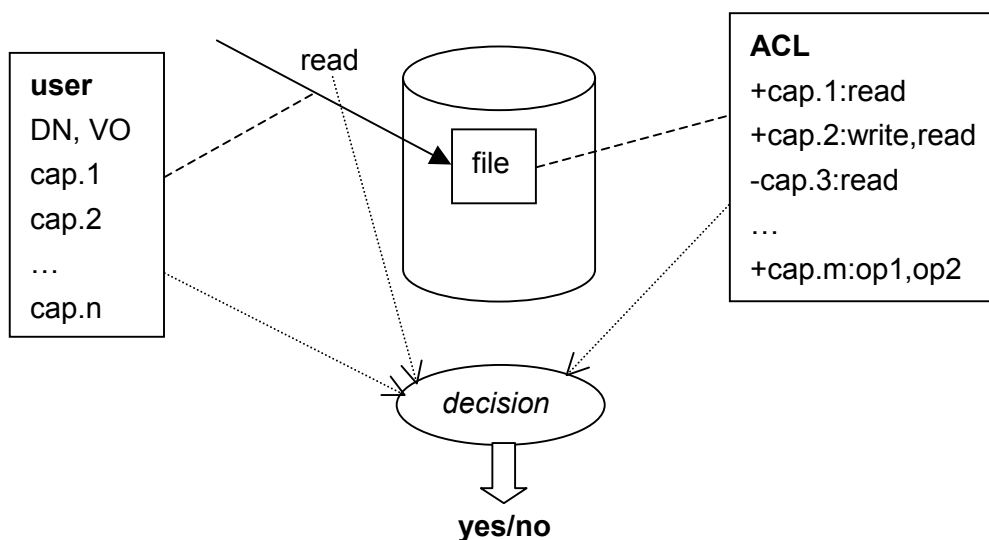 user
DN, VO
cap.1
cap.2
…
cap.n
read
file
ACL
+cap.1:read
+cap.2:write,read
-cap.3:read
…
+cap.m:op1,op2
decision
yes/no